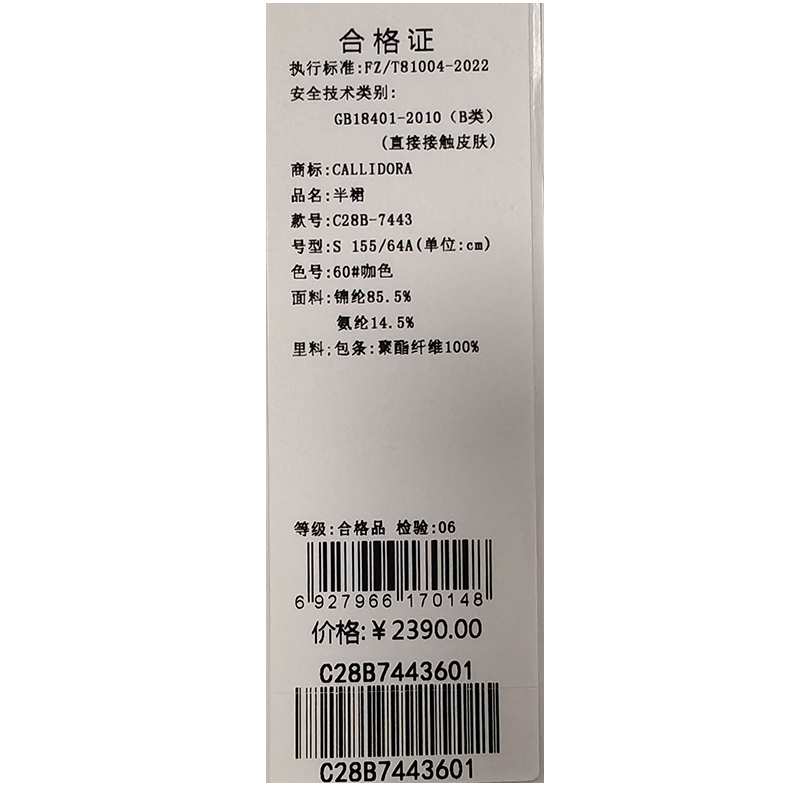 合格证
执行标准:FZ/T81004-2022
安全技术类别:
GB18401-2010（B类）
(直接接触皮肤)
商标:CALLIDORA
品名:半裙
款号:C28B-7443
号型:S 155/64A(单位:cm)
色号:60#咖色
面料:锦纶85.5%
氨纶14.5%
里料;包条:聚酯纤维100%
等级:合格品 检验:06
6 927966 170148
价格:¥2390.00
C28B7443601
C28B7443601